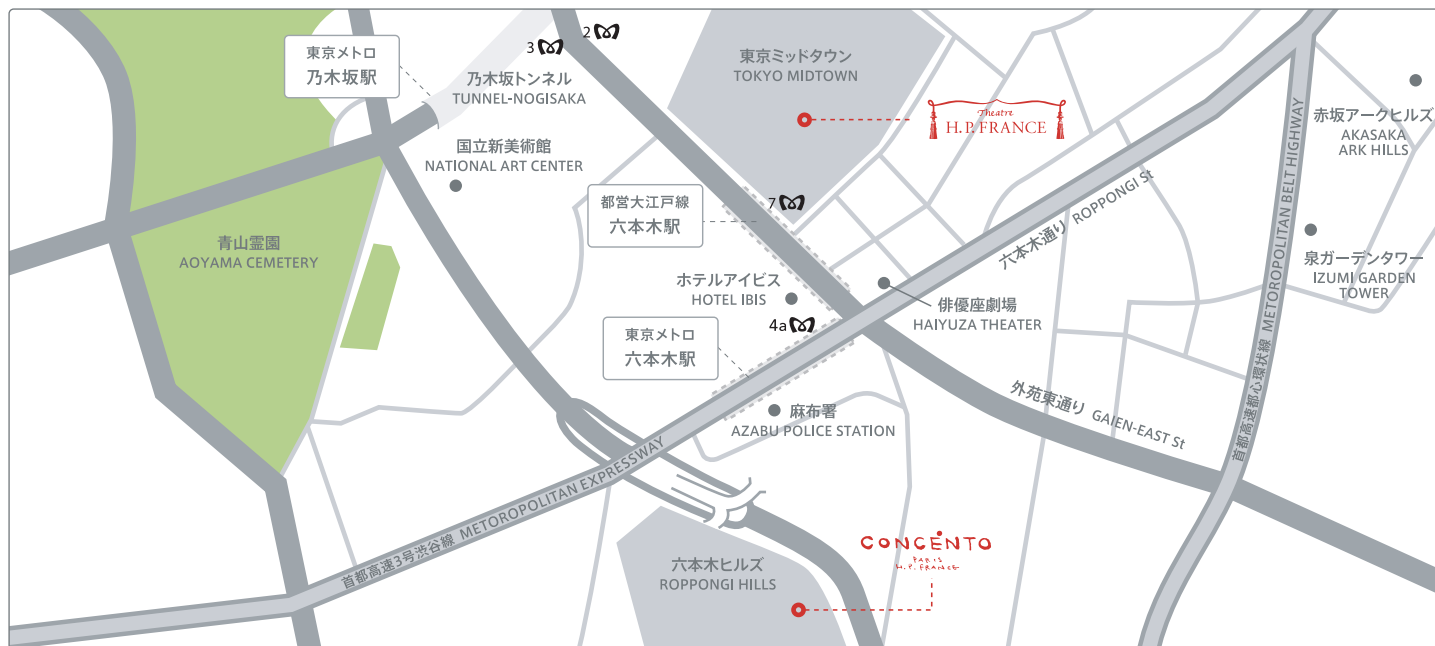 東京メトロ
乃木坂駅
3
2
乃木坂トンネル
TUNNEL-NOGISAKA
東京ミッドタウン
TOKYO MIDTOWN
Theatre
H.P.FRANCE
赤坂アークヒルズ
AKASAKA
ARK HILLS
国立新美術館
NATIONAL ART CENTER
都営大江戸線
六本木駅
7
六本木通り ROPPONGI St
首都高速都心環状線 METOROPOLITAN BELT HIGHWAY
青山霊園
AOYAMA CEMETERY
泉ガーデンタワー
IZUMI GARDEN
TOWER
ホテルアイビス
HOTEL IBIS
4a
俳優座劇場
HAIYUZA THEATER
東京メトロ
六本木駅
麻布署
AZABU POLICE STATION
外苑東通り GAIEN-EAST St
首都高速3号渋谷線 METOROPOLITAN EXPRESSWAY
CONCENTO
PARIS
H.P.FRANCE
六本木ヒルズ
ROPPONGI HILLS